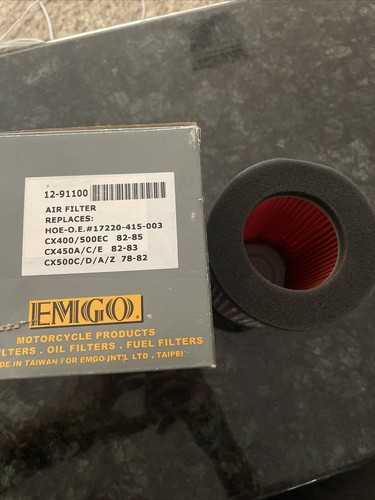 12-91100
AIR FILTER
REPLACES:
HOE-O.E.#17220-415-003
CX400/500EC 82-85
CX450A/C/E 82-83
CX500C/D/A/Z 78-82
EMGO.
MOTORCYCLE PRODUCTS
ILTERS . OIL FILTERS . FUEL FILTERS
DE IN TAIWAN FOR EMGO INT'L LTD . TAIPEI